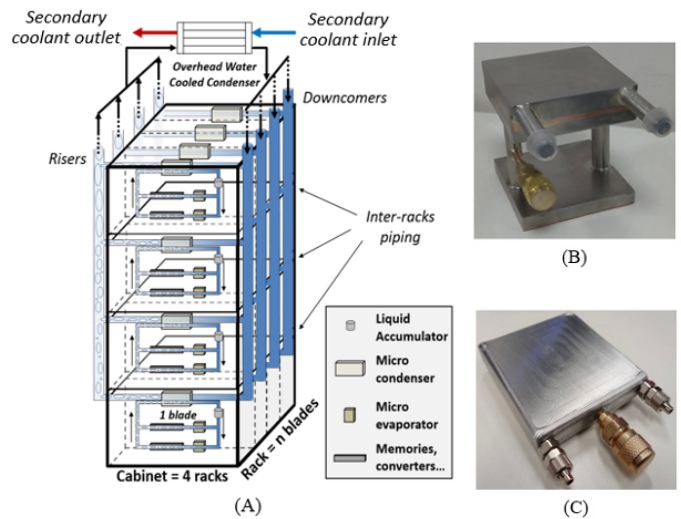 Secondary
coolant outlet
Secondary
coolant inlet
Overhead Water
Cooled Condenser
Downcomers
Risers
Inter-racks
piping
1 blade
Cabinet = 4 racks
Rack = n blades
Liquid
Accumulator
Micro
condenser
Micro
evaporator
Memories,
converters...
(A)
(B)
(C)